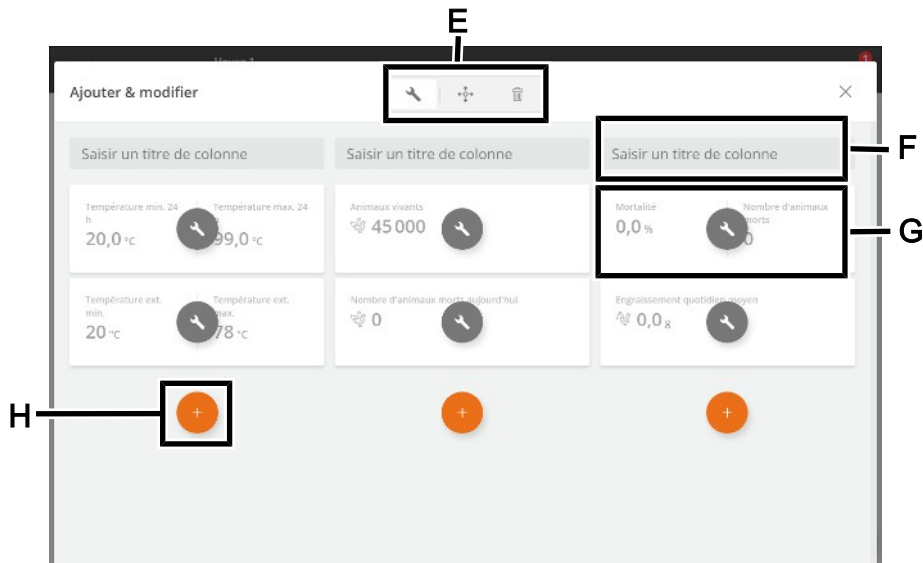 E
1
Ajouter & modifier
Saisir un titre de colonne
Saisir un titre de colonne
Saisir un titre de colonne
F
Température min. 24
h
20,0 °C
Température max. 24
99,0 °C
Animaux vivants
45 000
Mortalité
0,0 %
Nombre d'animaux
morts
0
G
Température ext.
min.
20 °C
Température ext.
max.
78 °C
Nombre d'animaux morts aujourd'hui
0
Engraissement quotidien moyen
0,0 g
H
+
+
+